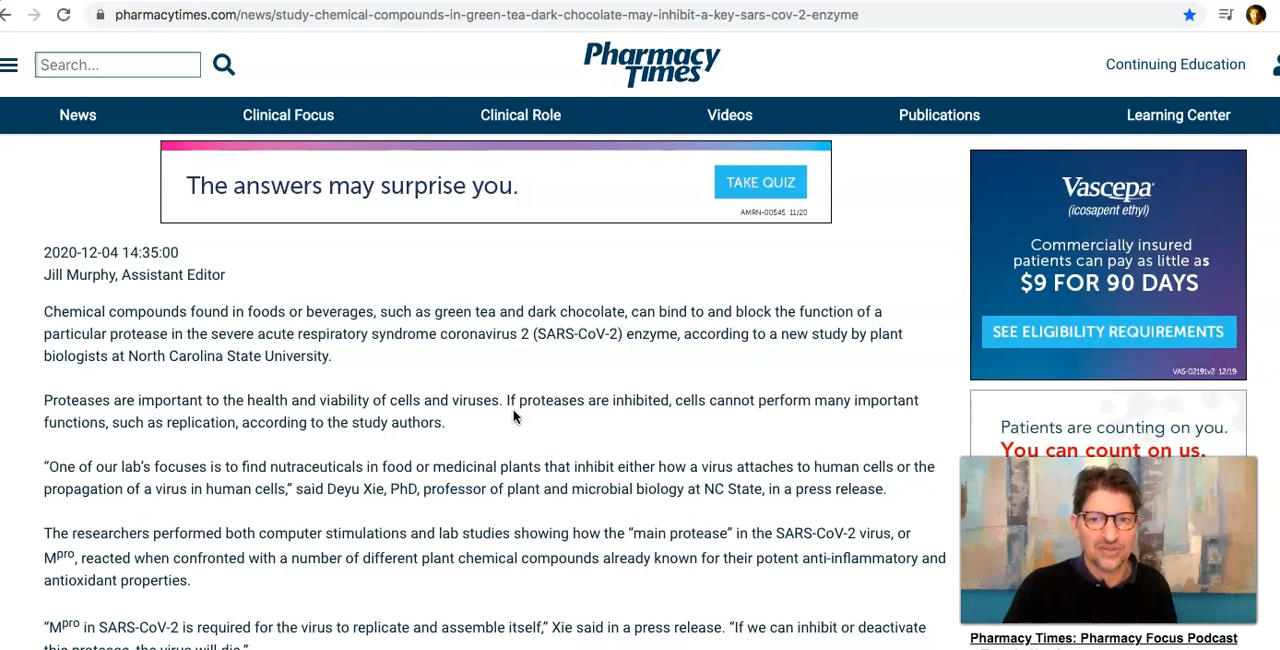 pharmacytimes.com/news/study-chemical-compounds-in-green-tea-dark-chocolate-may-inhibit-a-key-sars-cov-2-enzyme
Search...
Pharmacy
Times
Continuing Education
News
Clinical Focus
Clinical Role
Videos
Publications
Learning Center
The answers may surprise you.
TAKE QUIZ
AMRN-00545 11/20
Vascepa
(icosapent ethyl)
Commercially insured
patients can pay as little as
$9 FOR 90 DAYS
SEE ELIGIBILITY REQUIREMENTS
VAS-02191v2 12/19
2020-12-04 14:35:00
Jill Murphy, Assistant Editor
Chemical compounds found in foods or beverages, such as green tea and dark chocolate, can bind to and block the function of a
particular protease in the severe acute respiratory syndrome coronavirus 2 (SARS-CoV-2) enzyme, according to a new study by plant
biologists at North Carolina State University.
Proteases are important to the health and viability of cells and viruses. If proteases are inhibited, cells cannot perform many important
functions, such as replication, according to the study authors.
“One of our lab’s focuses is to find nutraceuticals in food or medicinal plants that inhibit either how a virus attaches to human cells or the
propagation of a virus in human cells,” said Deyu Xie, PhD, professor of plant and microbial biology at NC State, in a press release.
The researchers performed both computer stimulations and lab studies showing how the “main protease” in the SARS-CoV-2 virus, or
Mpro, reacted when confronted with a number of different plant chemical compounds already known for their potent anti-inflammatory and
antioxidant properties.
“Mpro in SARS-CoV-2 is required for the virus to replicate and assemble itself,” Xie said in a press release. “If we can inhibit or deactivate
this protease, the virus will die.”
Patients are counting on you.
You can count on us.
Pharmacy Times: Pharmacy Focus Podcast